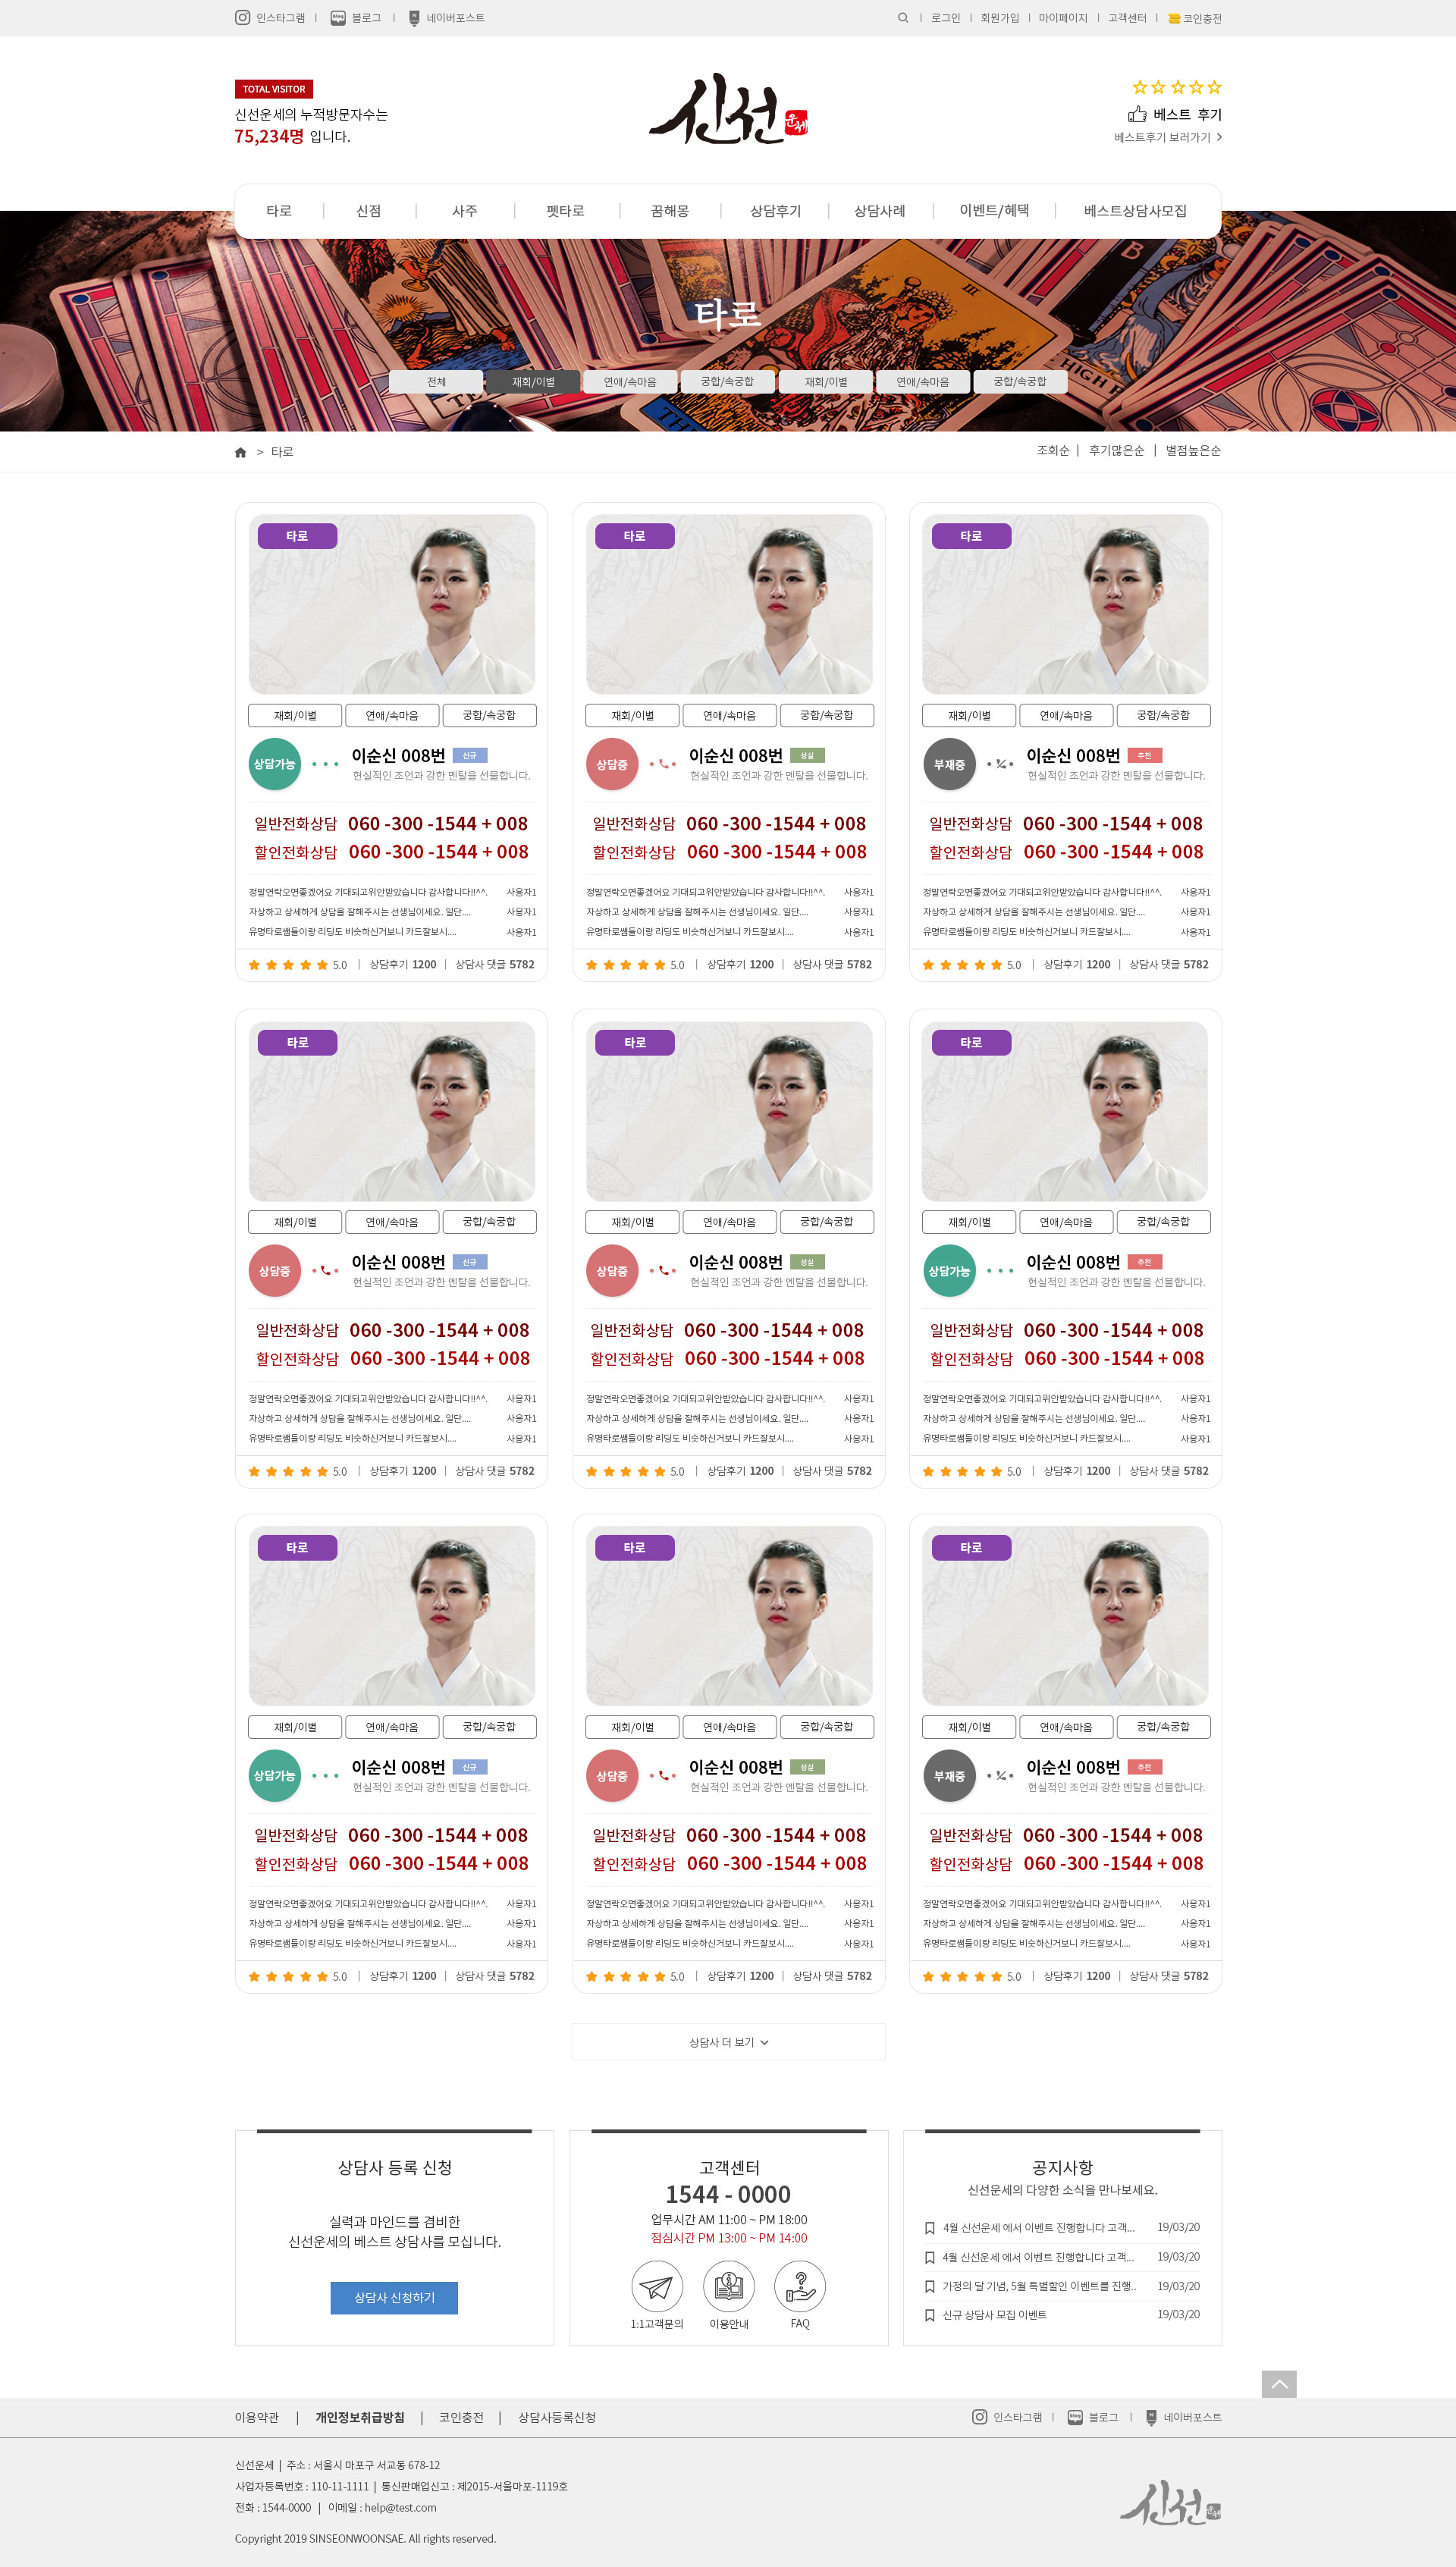 인스타그램 | 블로그 | 네이버포스트
로그인 | 회원가입 | 마이페이지 | 고객센터 | 코인충전
TOTAL VISITOR
신선운세의 누적방문자수는
75,234명 입니다.
신선 운세
베스트 후기
베스트후기 보러가기 >
타로 | 신점 | 사주 | 펫타로 | 꿈해몽 | 상담후기 | 상담사례 | 이벤트/혜택 | 베스트상담사모집
타로
전체 재회/이별 연애/속마음 궁합/속궁합 재회/이별 연애/속마음 궁합/속궁합
> 타로
조회순 | 후기많은순 | 별점높은순
타로
재회/이별 연애/속마음 궁합/속궁합
상담가능 이순신 008번 신규
현실적인 조언과 강한 멘탈을 선물합니다.
일반전화상담 060 -300 -1544 + 008
할인전화상담 060 -300 -1544 + 008
정말연락오면좋겠어요 기대되고위안받았습니다 감사합니다!!^^. 사용자1
자상하고 상세하게 상담을 잘해주시는 선생님이세요. 일단.... 사용자1
유명타로쌤들이랑 리딩도 비슷하신거보니 카드잘보시.... 사용자1
5.0 | 상담후기 1200 | 상담사 댓글 5782
타로
재회/이별 연애/속마음 궁합/속궁합
상담중 이순신 008번 성실
현실적인 조언과 강한 멘탈을 선물합니다.
일반전화상담 060 -300 -1544 + 008
할인전화상담 060 -300 -1544 + 008
정말연락오면좋겠어요 기대되고위안받았습니다 감사합니다!!^^. 사용자1
자상하고 상세하게 상담을 잘해주시는 선생님이세요. 일단.... 사용자1
유명타로쌤들이랑 리딩도 비슷하신거보니 카드잘보시.... 사용자1
5.0 | 상담후기 1200 | 상담사 댓글 5782
타로
재회/이별 연애/속마음 궁합/속궁합
부재중 이순신 008번 추천
현실적인 조언과 강한 멘탈을 선물합니다.
일반전화상담 060 -300 -1544 + 008
할인전화상담 060 -300 -1544 + 008
정말연락오면좋겠어요 기대되고위안받았습니다 감사합니다!!^^. 사용자1
자상하고 상세하게 상담을 잘해주시는 선생님이세요. 일단.... 사용자1
유명타로쌤들이랑 리딩도 비슷하신거보니 카드잘보시.... 사용자1
5.0 | 상담후기 1200 | 상담사 댓글 5782
타로
재회/이별 연애/속마음 궁합/속궁합
상담중 이순신 008번 신규
현실적인 조언과 강한 멘탈을 선물합니다.
일반전화상담 060 -300 -1544 + 008
할인전화상담 060 -300 -1544 + 008
정말연락오면좋겠어요 기대되고위안받았습니다 감사합니다!!^^. 사용자1
자상하고 상세하게 상담을 잘해주시는 선생님이세요. 일단.... 사용자1
유명타로쌤들이랑 리딩도 비슷하신거보니 카드잘보시.... 사용자1
5.0 | 상담후기 1200 | 상담사 댓글 5782
타로
재회/이별 연애/속마음 궁합/속궁합
상담중 이순신 008번 성실
현실적인 조언과 강한 멘탈을 선물합니다.
일반전화상담 060 -300 -1544 + 008
할인전화상담 060 -300 -1544 + 008
정말연락오면좋겠어요 기대되고위안받았습니다 감사합니다!!^^. 사용자1
자상하고 상세하게 상담을 잘해주시는 선생님이세요. 일단.... 사용자1
유명타로쌤들이랑 리딩도 비슷하신거보니 카드잘보시.... 사용자1
5.0 | 상담후기 1200 | 상담사 댓글 5782
타로
재회/이별 연애/속마음 궁합/속궁합
상담가능 이순신 008번 추천
현실적인 조언과 강한 멘탈을 선물합니다.
일반전화상담 060 -300 -1544 + 008
할인전화상담 060 -300 -1544 + 008
정말연락오면좋겠어요 기대되고위안받았습니다 감사합니다!!^^. 사용자1
자상하고 상세하게 상담을 잘해주시는 선생님이세요. 일단.... 사용자1
유명타로쌤들이랑 리딩도 비슷하신거보니 카드잘보시.... 사용자1
5.0 | 상담후기 1200 | 상담사 댓글 5782
타로
재회/이별 연애/속마음 궁합/속궁합
상담가능 이순신 008번 신규
현실적인 조언과 강한 멘탈을 선물합니다.
일반전화상담 060 -300 -1544 + 008
할인전화상담 060 -300 -1544 + 008
정말연락오면좋겠어요 기대되고위안받았습니다 감사합니다!!^^. 사용자1
자상하고 상세하게 상담을 잘해주시는 선생님이세요. 일단.... 사용자1
유명타로쌤들이랑 리딩도 비슷하신거보니 카드잘보시.... 사용자1
5.0 | 상담후기 1200 | 상담사 댓글 5782
타로
재회/이별 연애/속마음 궁합/속궁합
상담중 이순신 008번 성실
현실적인 조언과 강한 멘탈을 선물합니다.
일반전화상담 060 -300 -1544 + 008
할인전화상담 060 -300 -1544 + 008
정말연락오면좋겠어요 기대되고위안받았습니다 감사합니다!!^^. 사용자1
자상하고 상세하게 상담을 잘해주시는 선생님이세요. 일단.... 사용자1
유명타로쌤들이랑 리딩도 비슷하신거보니 카드잘보시.... 사용자1
5.0 | 상담후기 1200 | 상담사 댓글 5782
타로
재회/이별 연애/속마음 궁합/속궁합
부재중 이순신 008번 추천
현실적인 조언과 강한 멘탈을 선물합니다.
일반전화상담 060 -300 -1544 + 008
할인전화상담 060 -300 -1544 + 008
정말연락오면좋겠어요 기대되고위안받았습니다 감사합니다!!^^. 사용자1
자상하고 상세하게 상담을 잘해주시는 선생님이세요. 일단.... 사용자1
유명타로쌤들이랑 리딩도 비슷하신거보니 카드잘보시.... 사용자1
5.0 | 상담후기 1200 | 상담사 댓글 5782
상담사 더 보기
상담사 등록 신청
실력과 마인드를 겸비한
신선운세의 베스트 상담사를 모십니다.
상담사 신청하기
고객센터
1544 - 0000
업무시간 AM 11:00 ~ PM 18:00
점심시간 PM 13:00 ~ PM 14:00
1:1고객문의 이용안내 FAQ
공지사항
신선운세의 다양한 소식을 만나보세요.
4월 신선운세 에서 이벤트 진행합니다 고객... 19/03/20
4월 신선운세 에서 이벤트 진행합니다 고객... 19/03/20
가정의 달 기념, 5월 특별할인 이벤트를 진행.. 19/03/20
신규 상담사 모집 이벤트 19/03/20
이용약관 | 개인정보취급방침 | 코인충전 | 상담사등록신청
인스타그램 | 블로그 | 네이버포스트
신선운세 | 주소 : 서울시 마포구 서교동 678-12
사업자등록번호 : 110-11-1111 | 통신판매업신고 : 제2015-서울마포-1119호
전화 : 1544-0000 | 이메일 : help@test.com
Copyright 2019 SINSEONWOONSAE. All rights reserved.
신선 운세